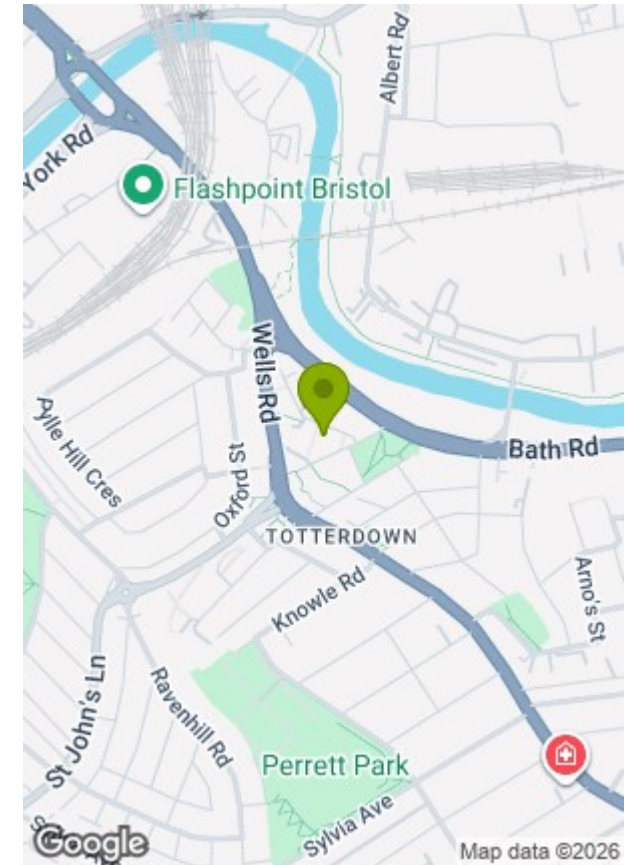 Albert Rd
York Rd
Flashpoint Bristol
Wells Rd
Pylle Hill Cres
Oxford St
Bath Rd
TOTTERDOWN
Knowle Rd
Arno's St
St John's Ln
Ravenhill Rd
Perrett Park
Sylvia Ave
Google
Map data ©2026